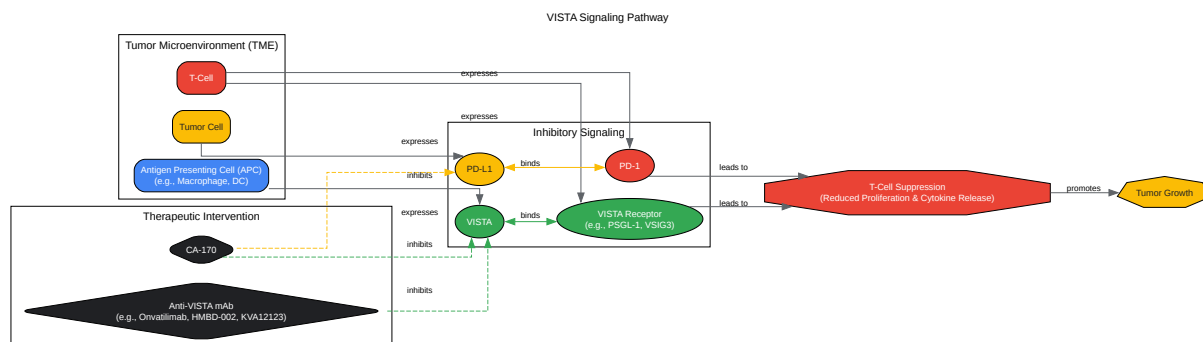 VISTA Signaling Pathway
Tumor Microenvironment (TME)
T-Cell
expresses
Tumor Cell
expresses
Inhibitory Signaling
expresses
Antigen Presenting Cell (APC)
(e.g., Macrophage, DC)
PD-L1
binds
PD-1
leads to
inhibits
T-Cell Suppression
(Reduced Proliferation & Cytokine Release)
promotes
Tumor Growth
Therapeutic Intervention
expresses
VISTA
binds
VISTA Receptor
(e.g., PSGL-1, VSIG3)
leads to
CA-170
inhibits
inhibits
Anti-VISTA mAb
(e.g., Onvatilimab, HMBD-002, KVA12123)